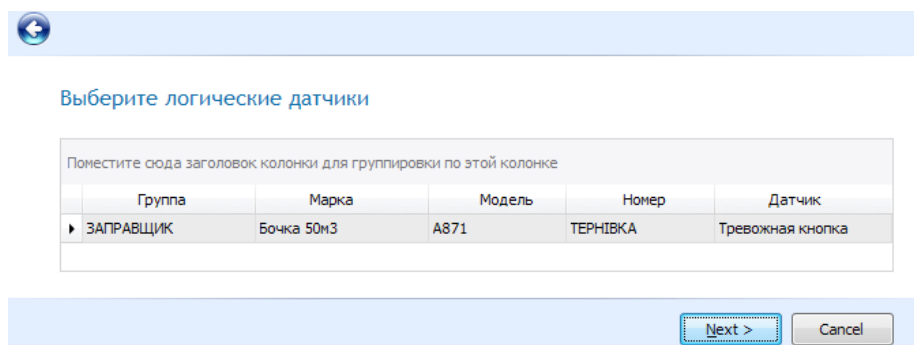 Выберите логические датчики
Поместите сюда заголовок колонки для группировки по этой колонке
Группа Марка Модель Номер Датчик
ЗАПРАВЩИК Бочка 50м3 А871 ТЕРНІВКА Тревожная кнопка
Next > Cancel